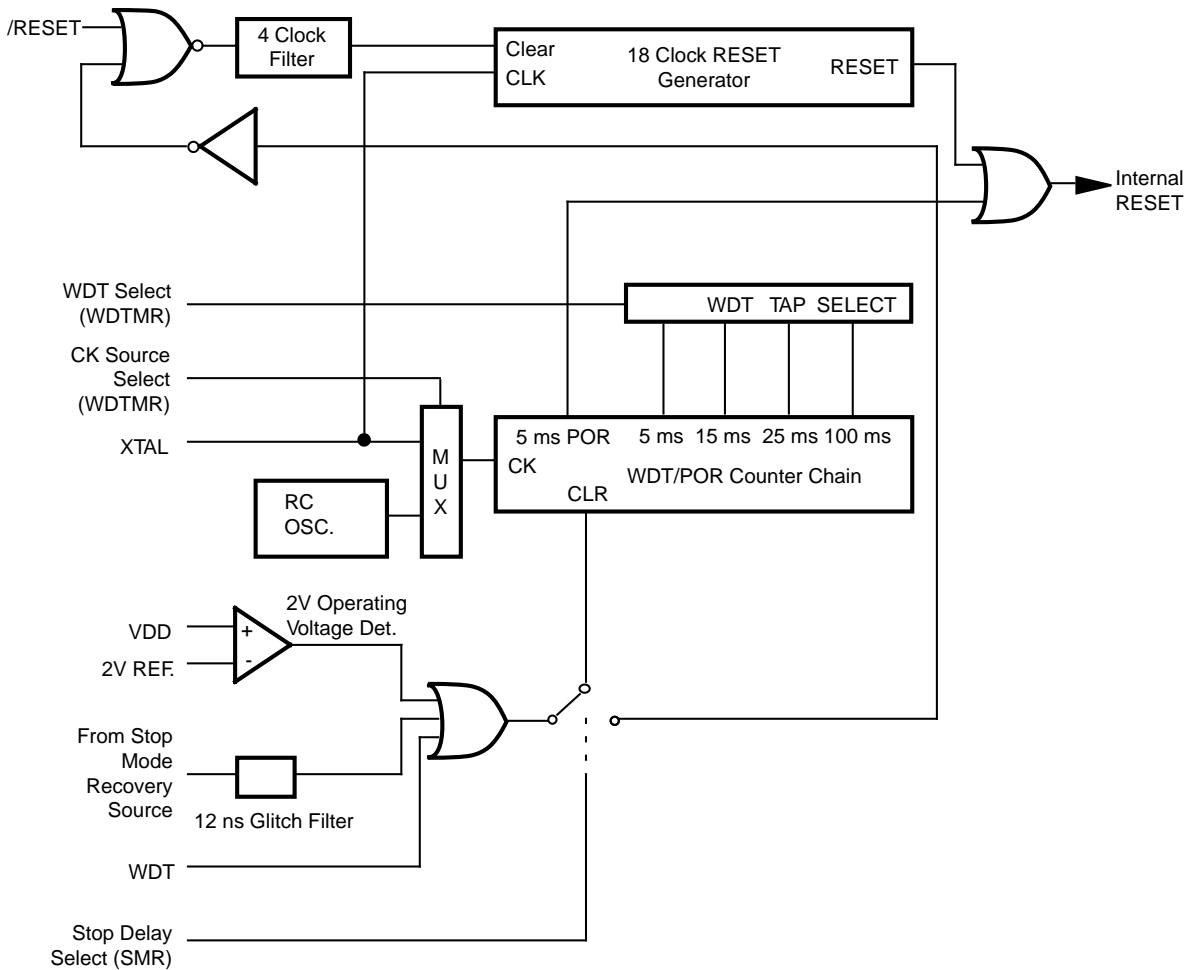 /RESET
4 Clock
Filter
Clear
CLK
18 Clock RESET
Generator
RESET
Internal
RESET
WDT Select
(WDTMR)
WDT TAP SELECT
CK Source
Select
(WDTMR)
XTAL
M
U
X
5 ms POR 5 ms 15 ms 25 ms 100 ms
CK
WDT/POR Counter Chain
CLR
RC
OSC.
2V Operating
Voltage Det.
VDD
+
2V REF.
-
From Stop
Mode
Recovery
Source
12 ns Glitch Filter
WDT
Stop Delay
Select (SMR)